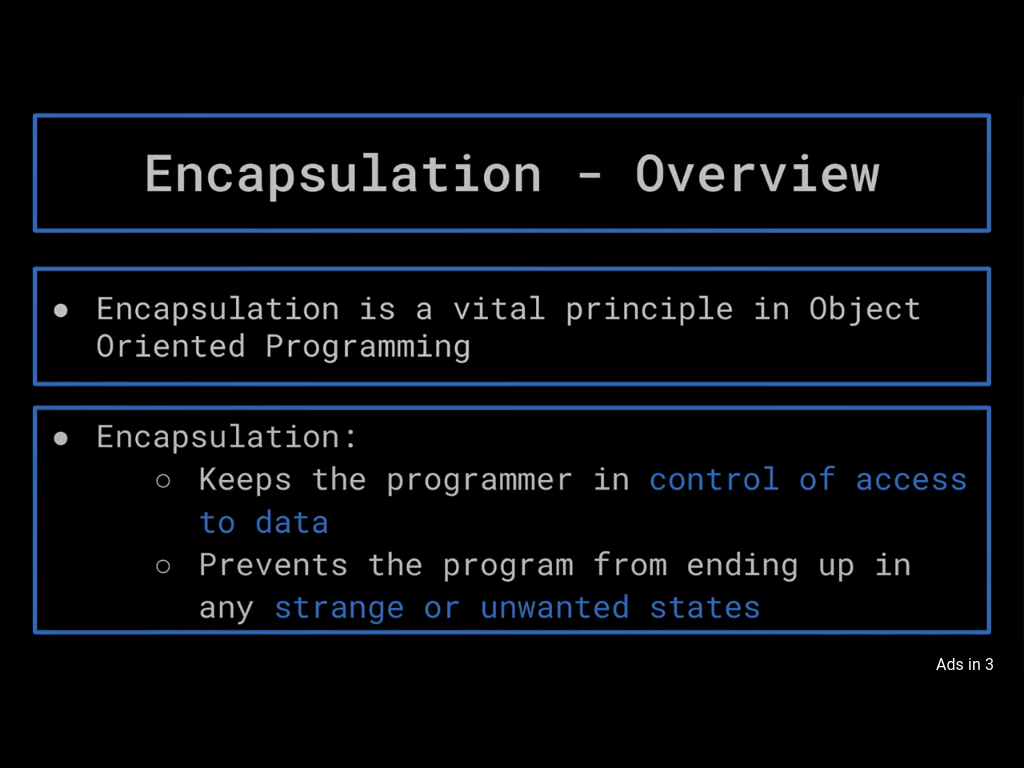 Encapsulation - Overview
● Encapsulation is a vital principle in Object
Oriented Programming
● Encapsulation:
○ Keeps the programmer in control of access
to data
○ Prevents the program from ending up in
any strange or unwanted states
Ads in 3